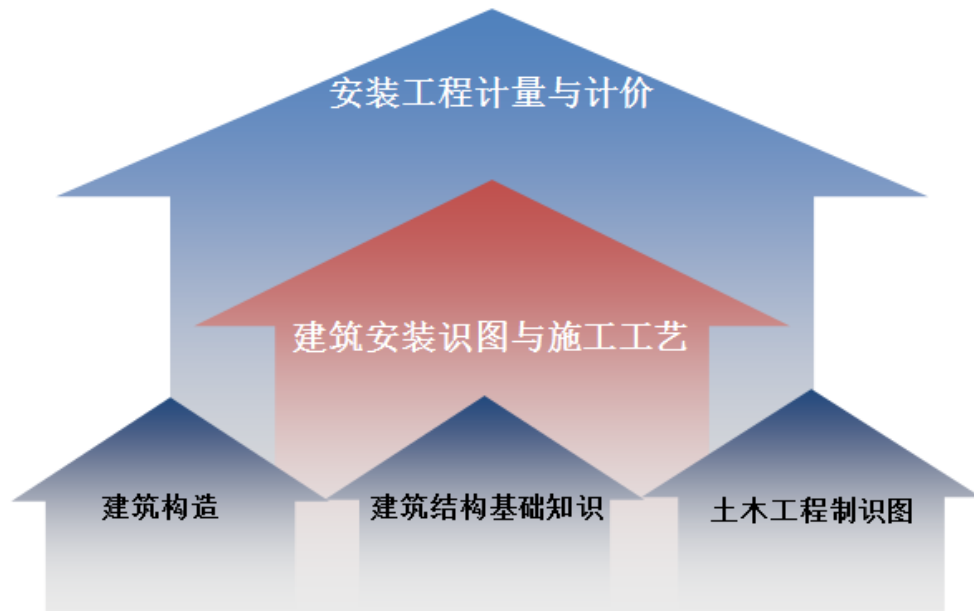 安装工程计量与计价
建筑安装识图与施工工艺
建筑构造
建筑结构基础知识
土木工程制识图